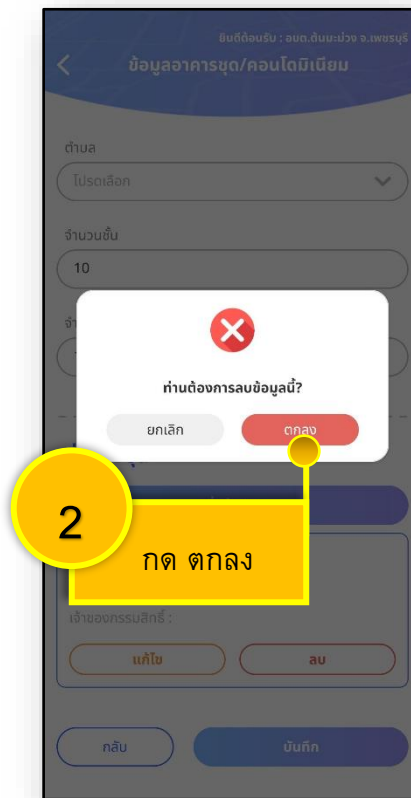 ยินดีต้อนรับ : อบต.ต้นมะม่วง จ.เพชรบุรี
ข้อมูลอาคารชุด/คอนโดมิเนียม
ตำบล
โปรดเลือก
จำนวนชั้น
10
ท่านต้องการลบข้อมูลนี้?
ยกเลิก
ตกลง
2
กด ตกลง
เจ้าของกรรมสิทธิ์ :
แก้ไข
ลบ
กลับ
บันทึก